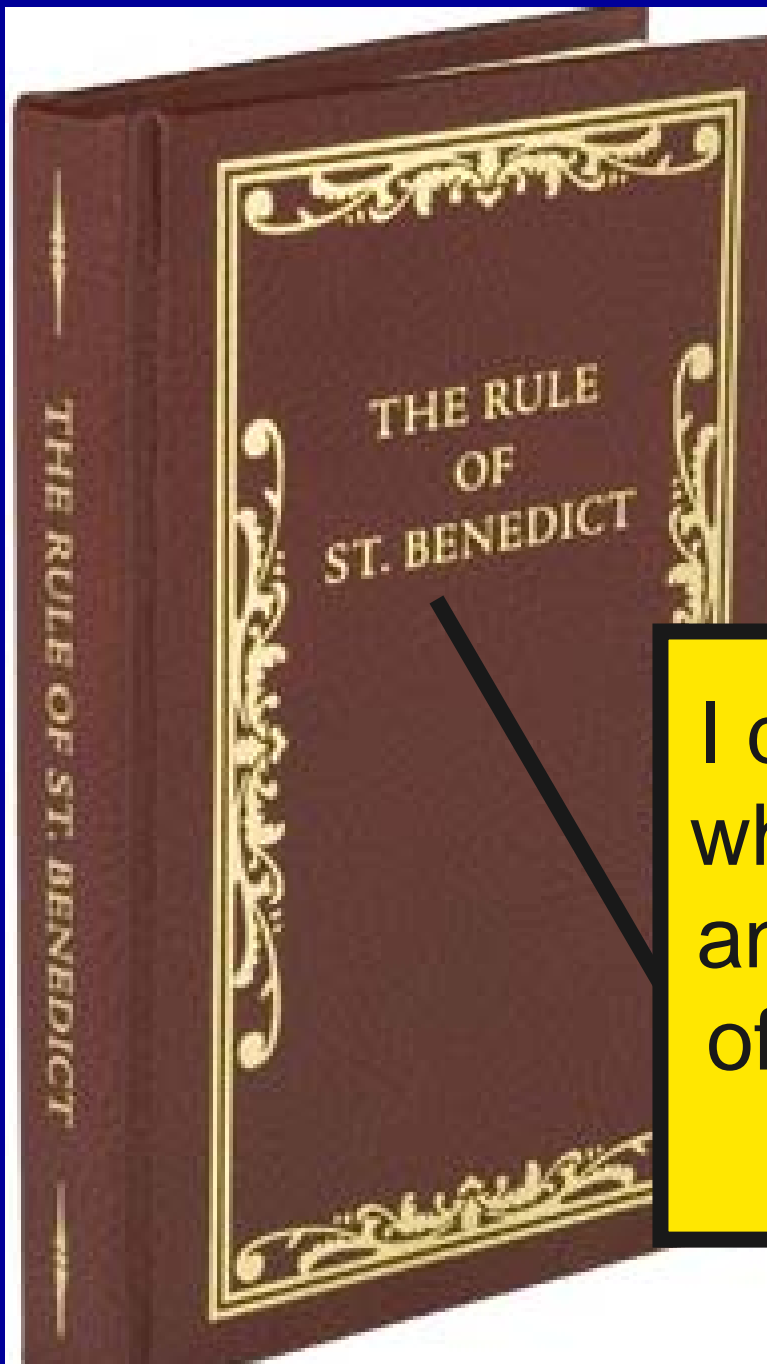 THE RULE OF ST. BENEDICT
THE RULE
OF
ST. BENEDICT
I